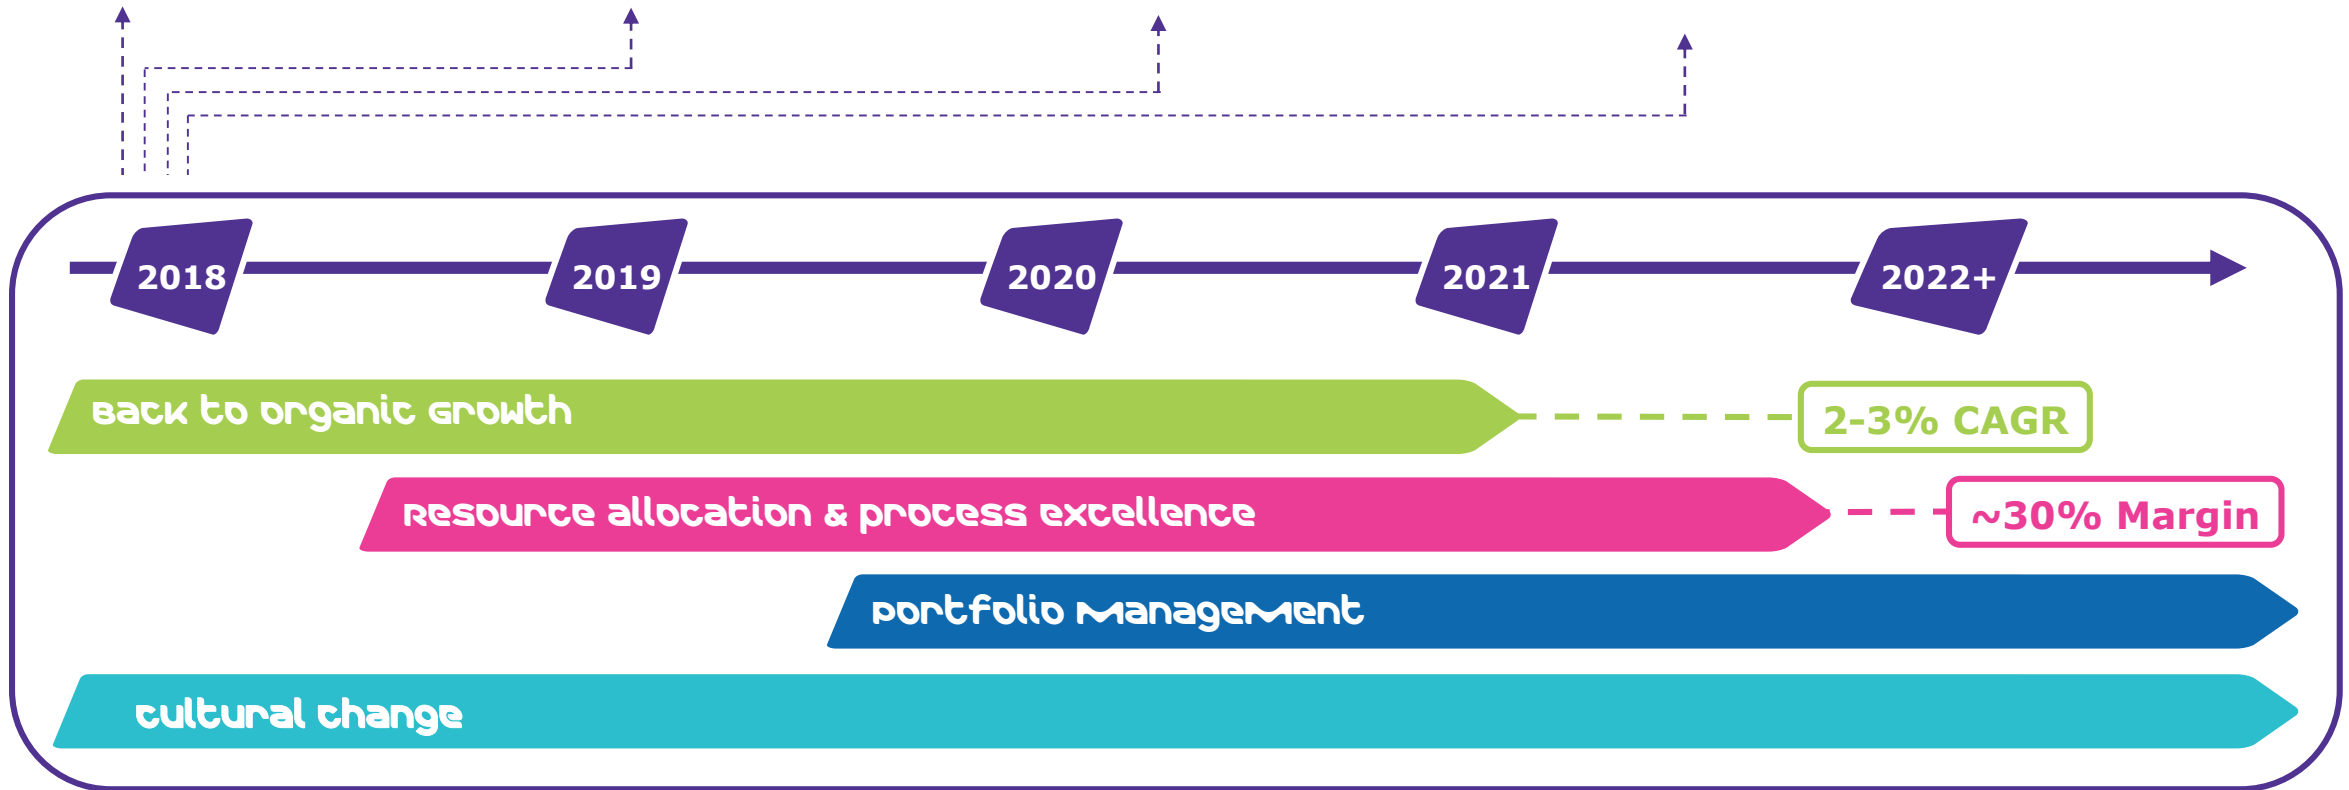 2018
2019
2020
2021
2022+
Back to Organic Growth
2-3% CAGR
Resource allocation & process excellence
~30% Margin
Portfolio Management
Cultural Change